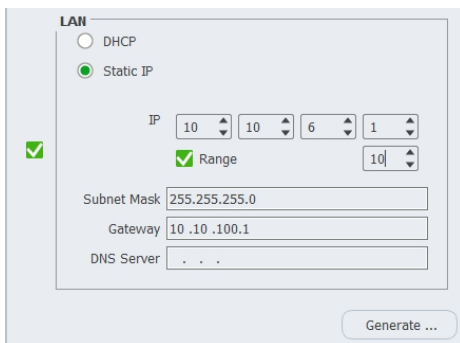 LAN
DHCP
Static IP
IP 10 10 6 1
Range 10
Subnet Mask 255.255.255.0
Gateway 10 .10 .100.1
DNS Server . . .
Generate ...